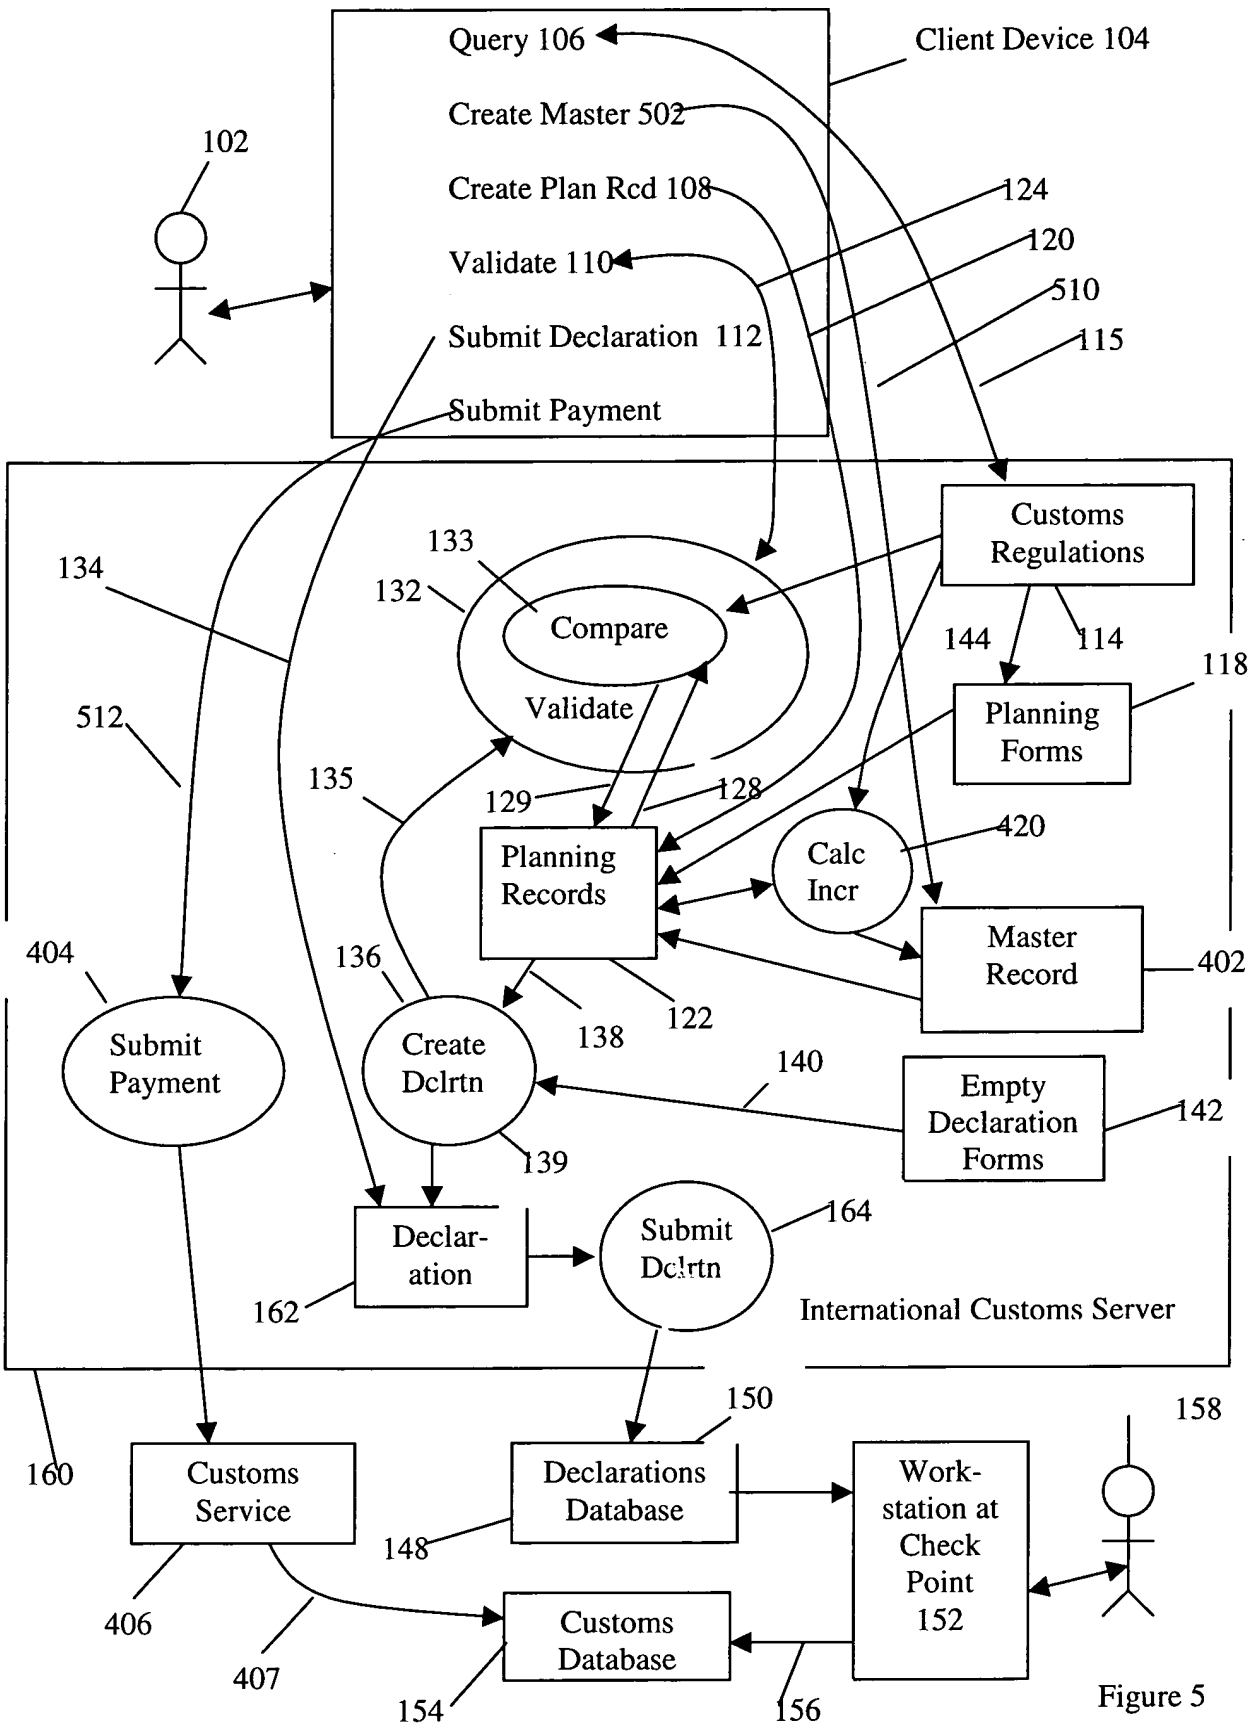 Query 106
Client Device 104
Create Master 502
102
Create Plan Rcd 108
124
120
Validate 110
510
Submit Declaration 112
115
Submit Payment
Customs
Regulations
133
134
132
Compare
144
114
118
Validate
Planning
Forms
512
135
129
128
420
Planning
Records
Calc
Incr
Master
Record
402
404
136
138
122
Submit
Payment
Create
Dclrtn
140
Empty
Declaration
Forms
142
139
164
Submit
Dclrtn
Declar-
ation
162
International Customs Server
150
158
160
Customs
Service
Declarations
Database
Work-
station at
Check
Point
152
148
406
Customs
Database
407
154
156
Figure 5